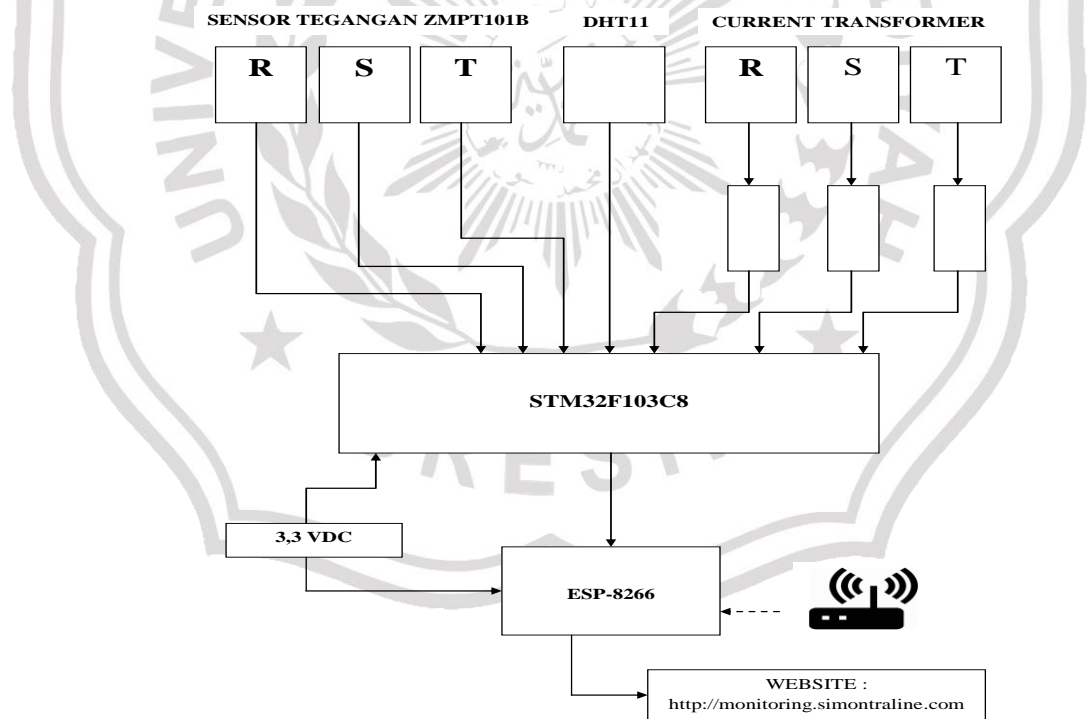 SENSOR TEGANGAN ZMPT101B
DHT11
CURRENT TRANSFORMER
R
S
T
R
S
T
STM32F103C8
3,3 VDC
ESP-8266
WEBSITE :
http://monitoring.simontraline.com